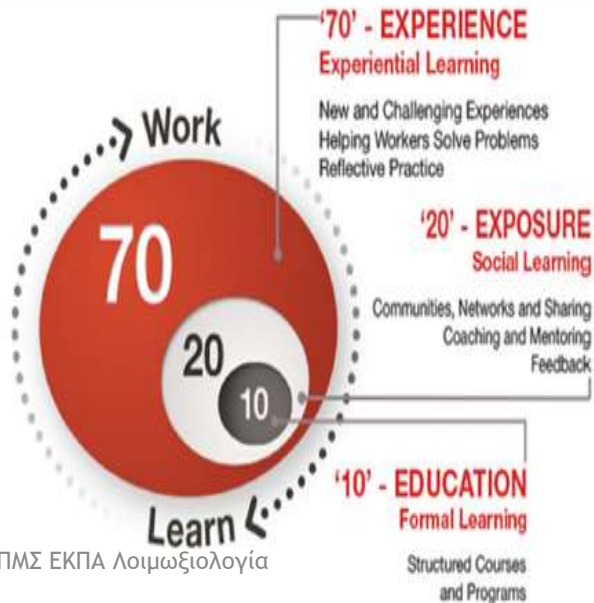 '70' - EXPERIENCE
Experiential Learning
New and Challenging Experiences
Helping Workers Solve Problems
Reflective Practice
Work
70
'20' - EXPOSURE
Social Learning
Communities, Networks and Sharing
Coaching and Mentoring
Feedback
20
10
'10' - EDUCATION
Formal Learning
Structured Courses
and Programs
Learn
ΠΜΣ ΕΚΠΑ Λοιμωξιολογία